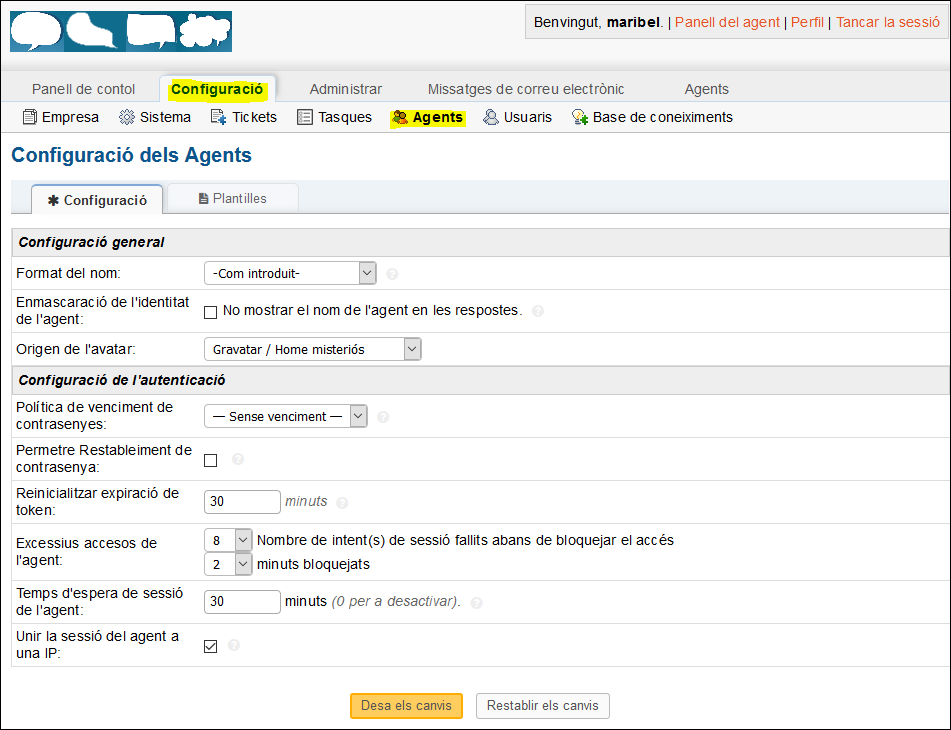 Benvingut, maribel. | Panell del agent | Perfil | Tancar la sessió
Panell de contol Configuració Administrar Missatges de correu electrònic Agents
Empresa Sistema Tickets Tasques Agents Usuaris Base de coneiximents
Configuració dels Agents
Configuració Plantilles
Configuració general
Format del nom: -Com introduit- ?
Enmascaració de l'identitat
de l'agent:
No mostrar el nom de l'agent en les respostes. ?
Origen de l'avatar: Gravatar / Home misteriós
Configuració de l'autenticació
Política de venciment de
contrasenyes:
— Sense venciment — ?
Permetre Restableiment de
contrasenya:
?
Reinicialitzar expiració de
token:
30 minuts ?
Excessius accesos de
l'agent:
8 Nombre de intent(s) de sessió fallits abans de bloquejar el accés
2 minuts bloquejats
Temps d'espera de sessió
de l'agent:
30 minuts (0 per a desactivar). ?
Unir la sessió del agent a
una IP:
?
Desa els canvis Restablir els canvis